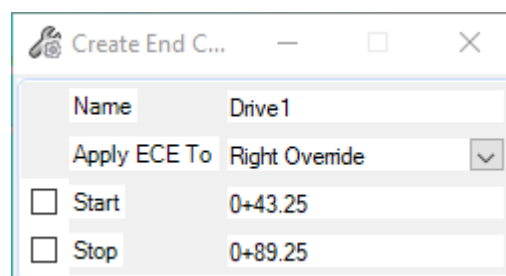 Create End C...
Name Drive1
Apply ECE To Right Override
Start 0+43.25
Stop 0+89.25